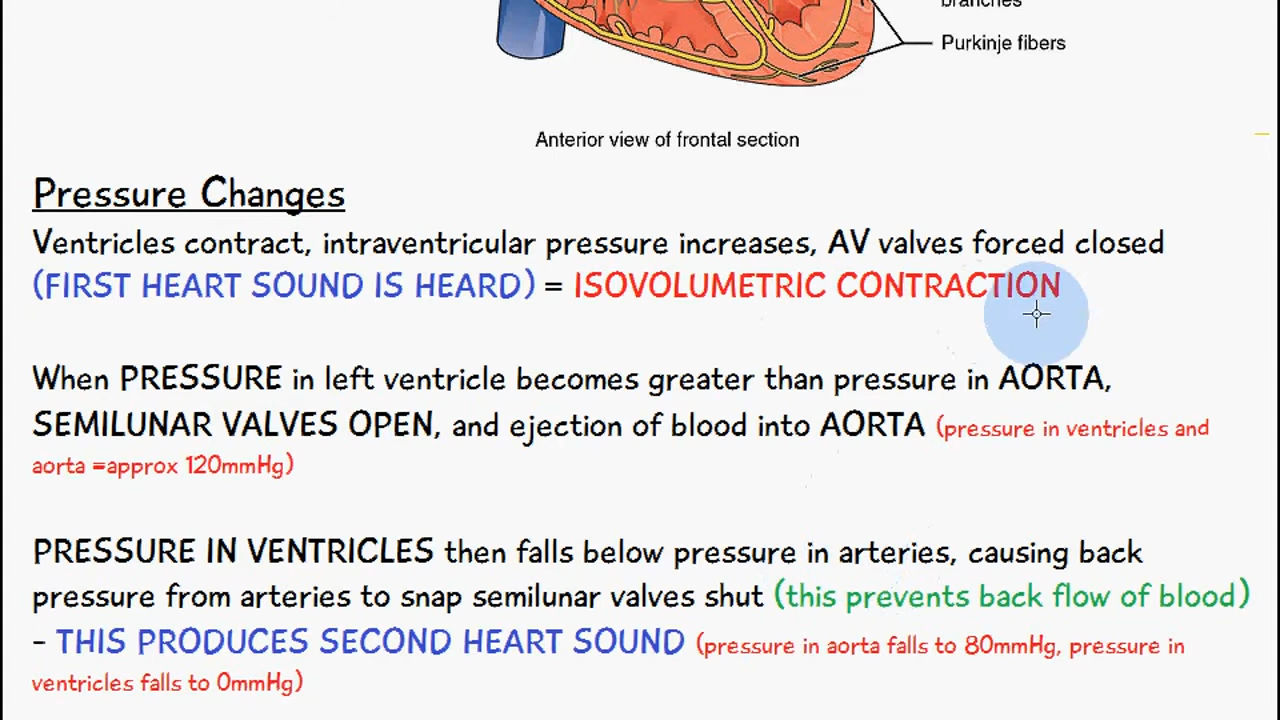 branches
Purkinje fibers
Anterior view of frontal section
Pressure Changes
Ventricles contract, intraventricular pressure increases, AV valves forced closed
(FIRST HEART SOUND IS HEARD) = ISOVOLUMETRIC CONTRACTION
When PRESSURE in left ventricle becomes greater than pressure in AORTA,
SEMILUNAR VALVES OPEN, and ejection of blood into AORTA (pressure in ventricles and
aorta =approx 120mmHg)
PRESSURE IN VENTRICLES then falls below pressure in arteries, causing back
pressure from arteries to snap semilunar valves shut (this prevents back flow of blood)
- THIS PRODUCES SECOND HEART SOUND (pressure in aorta falls to 80mmHg, pressure in
ventricles falls to 0mmHg)